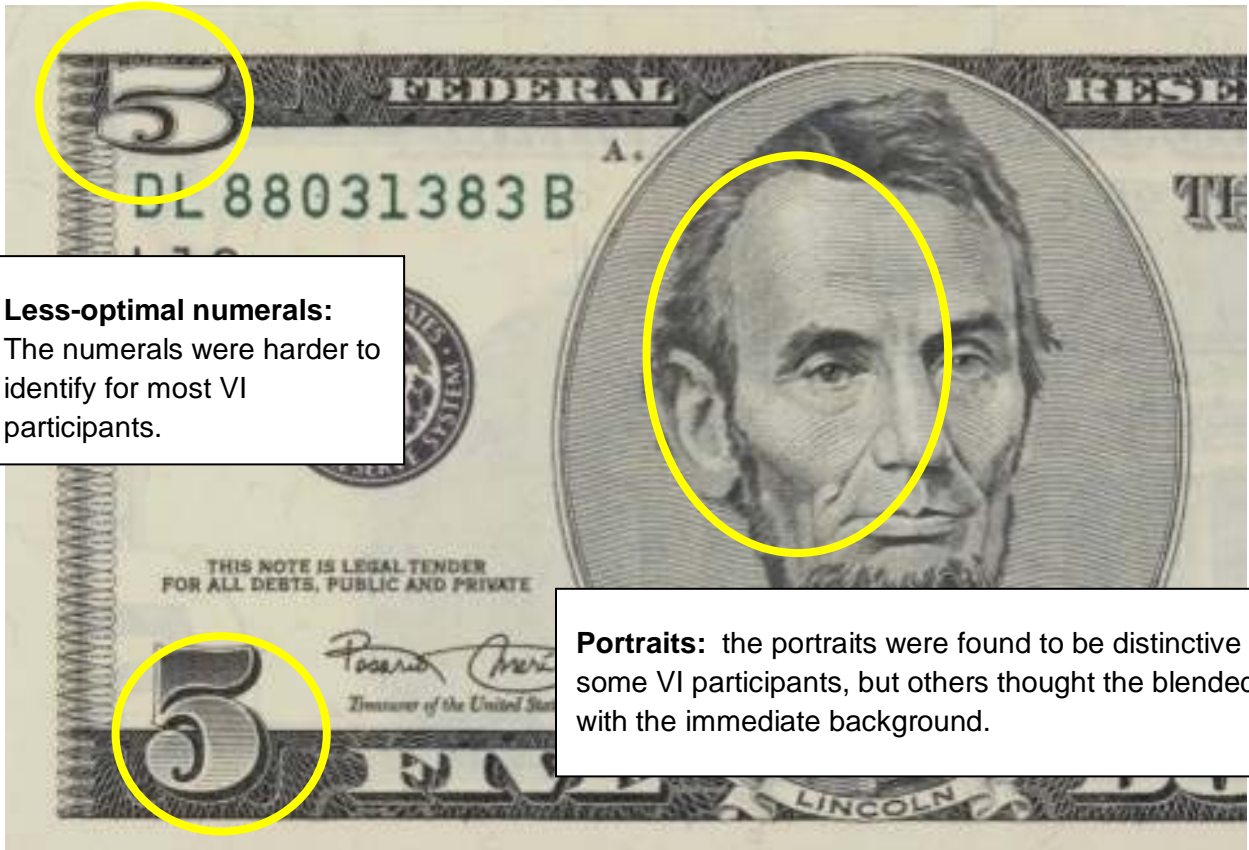 5 FEDERAL RESE
A.
DL 88031383 B
TH
Less-optimal numerals:
The numerals were harder to
identify for most VI
participants.
THIS NOTE IS LEGAL TENDER
FOR ALL DEBTS, PUBLIC AND PRIVATE
Treasurer of the United Stat
Portraits: the portraits were found to be distinctive
some VI participants, but others thought the blended
with the immediate background.
5 FIVE
LINCOLN